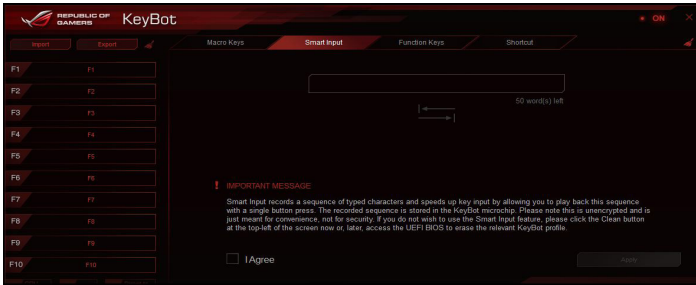 REPUBLIC OF
GAMERS
KeyBot
ON
Import
Export
Macro Keys
Smart Input
Function Keys
Shortcut
F1 F1
F2 F2
F3 F3
F4 F4
F5 F5
F6 F6
F7 F7
F8 F8
F9 F9
F10 F10
50 word(s) left
! IMPORTANT MESSAGE
Smart Input records a sequence of typed characters and speeds up key input by allowing you to play back this sequence
with a single button press. The recorded sequence is stored in the KeyBot microchip. Please note this is unencrypted and is
just meant for convenience, not for security. If you do not wish to use the Smart Input feature, please click the Clean button
at the top-left of the screen now or, later, access the UEFI BIOS to erase the relevant KeyBot profile.
I Agree
Apply